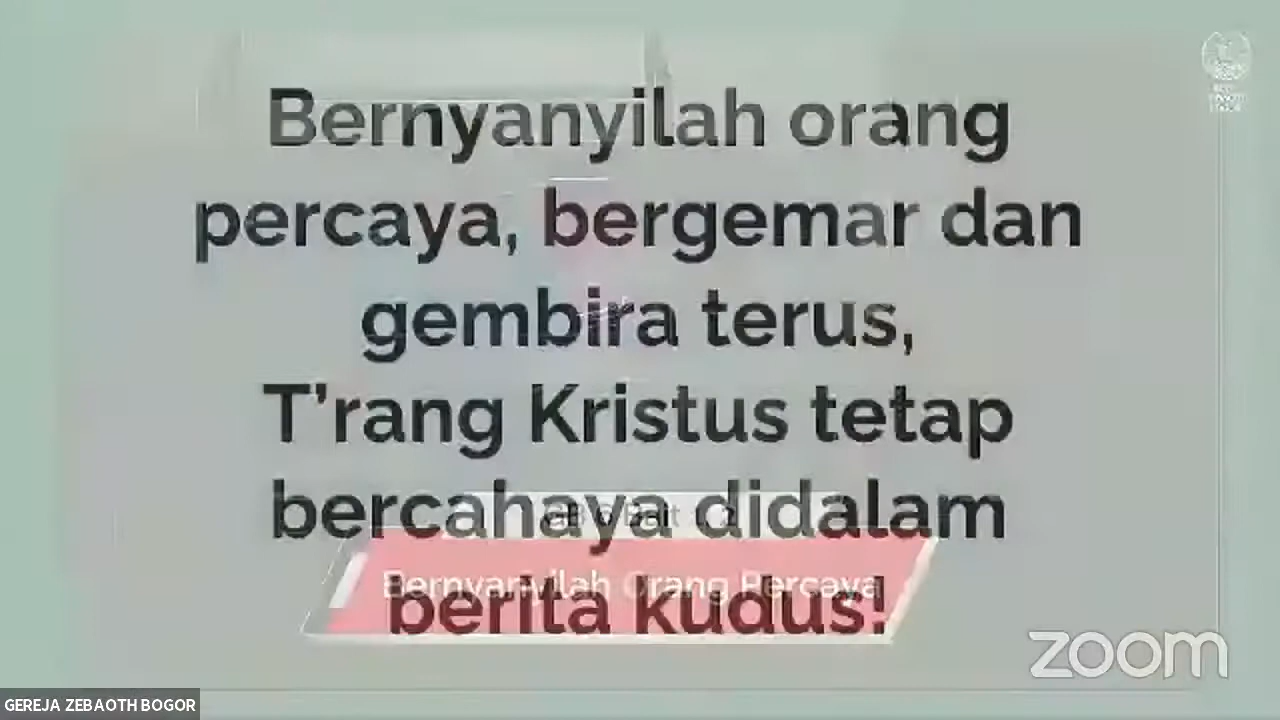 Bernyanyilah orang
percaya, bergemar dan
gembira terus,
T’rang Kristus tetap
bercahaya didalam
Bait
Bernyanyilah Orang Percaya
berita kudus!
zoom
GEREJA ZEBAOTH BOGOR